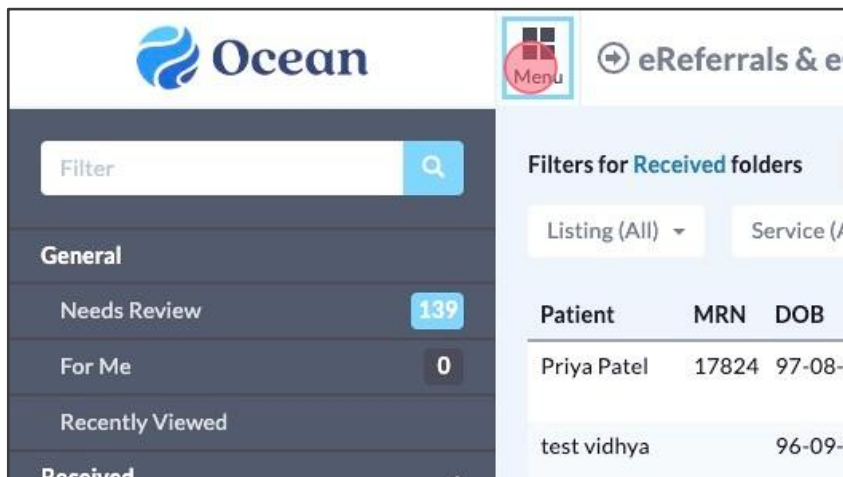 Ocean
Menu
eReferrals & e
Filter
Filters for Received folders
Listing (All)
Service (
General
Needs Review 139
For Me 0
Recently Viewed
Received
Patient MRN DOB
Priya Patel 17824 97-08-
test vidhya 96-09-